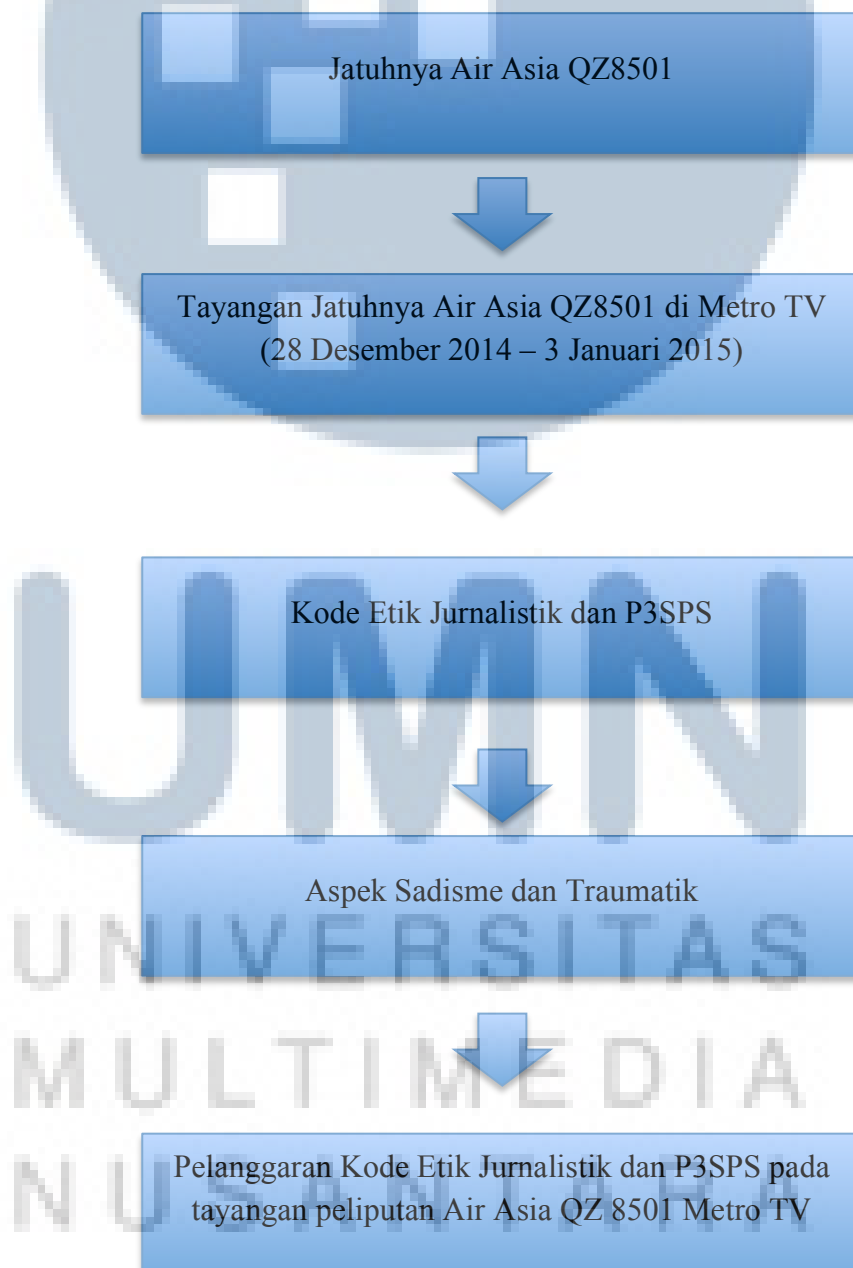 Jatuhnya Air Asia QZ8501
Tayangan Jatuhnya Air Asia QZ8501 di Metro TV
(28 Desember 2014 – 3 Januari 2015)
Kode Etik Jurnalistik dan P3SPS
UMN
Aspek Sadisme dan Traumatik
UNIVERSITAS
MULTIMEDIA
Pelanggaran Kode Etik Jurnalistik dan P3SPS pada
NUSANTARA
tayangan peliputan Air Asia QZ 8501 Metro TV